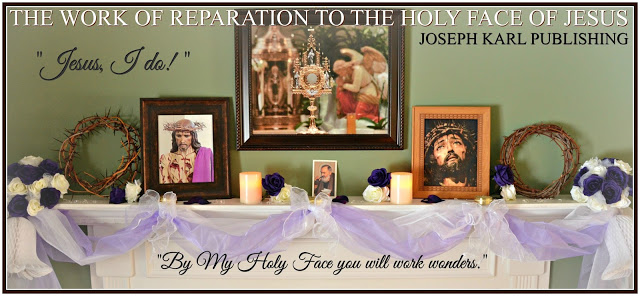 THE WORK OF REPARATION TO THE HOLY FACE OF JESUS
JOSEPH KARL PUBLISHING
"Jesus, I do!"
"By My Holy Face you will work wonders."